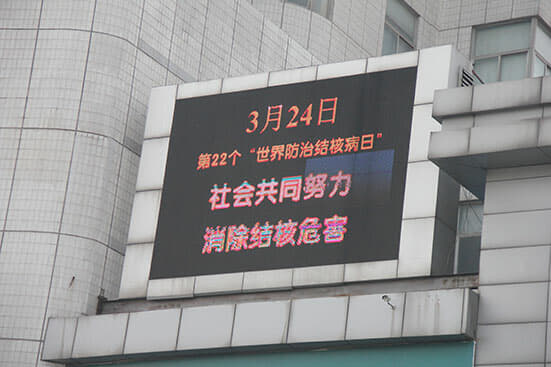 3月24日
第22个“世界防治结核病日”
社会共同努力
消除结核危害